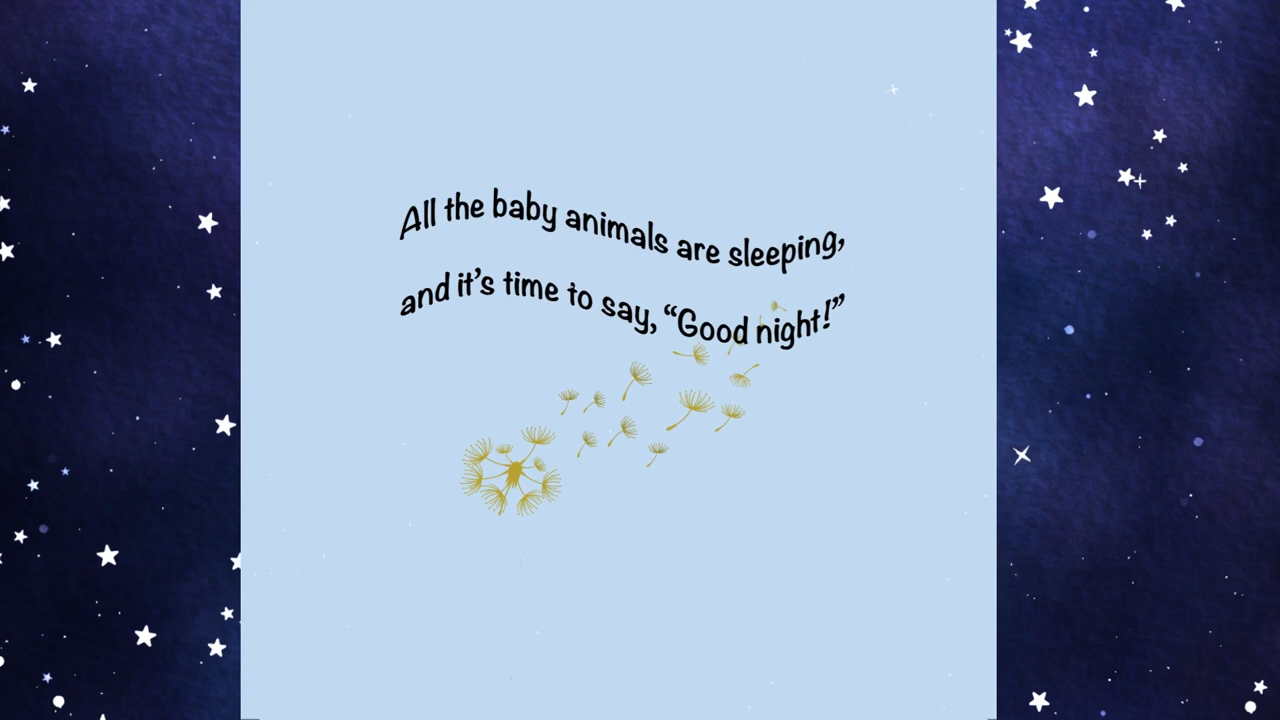 All the baby animals are sleeping,
and it’s time to say, “Good night!”